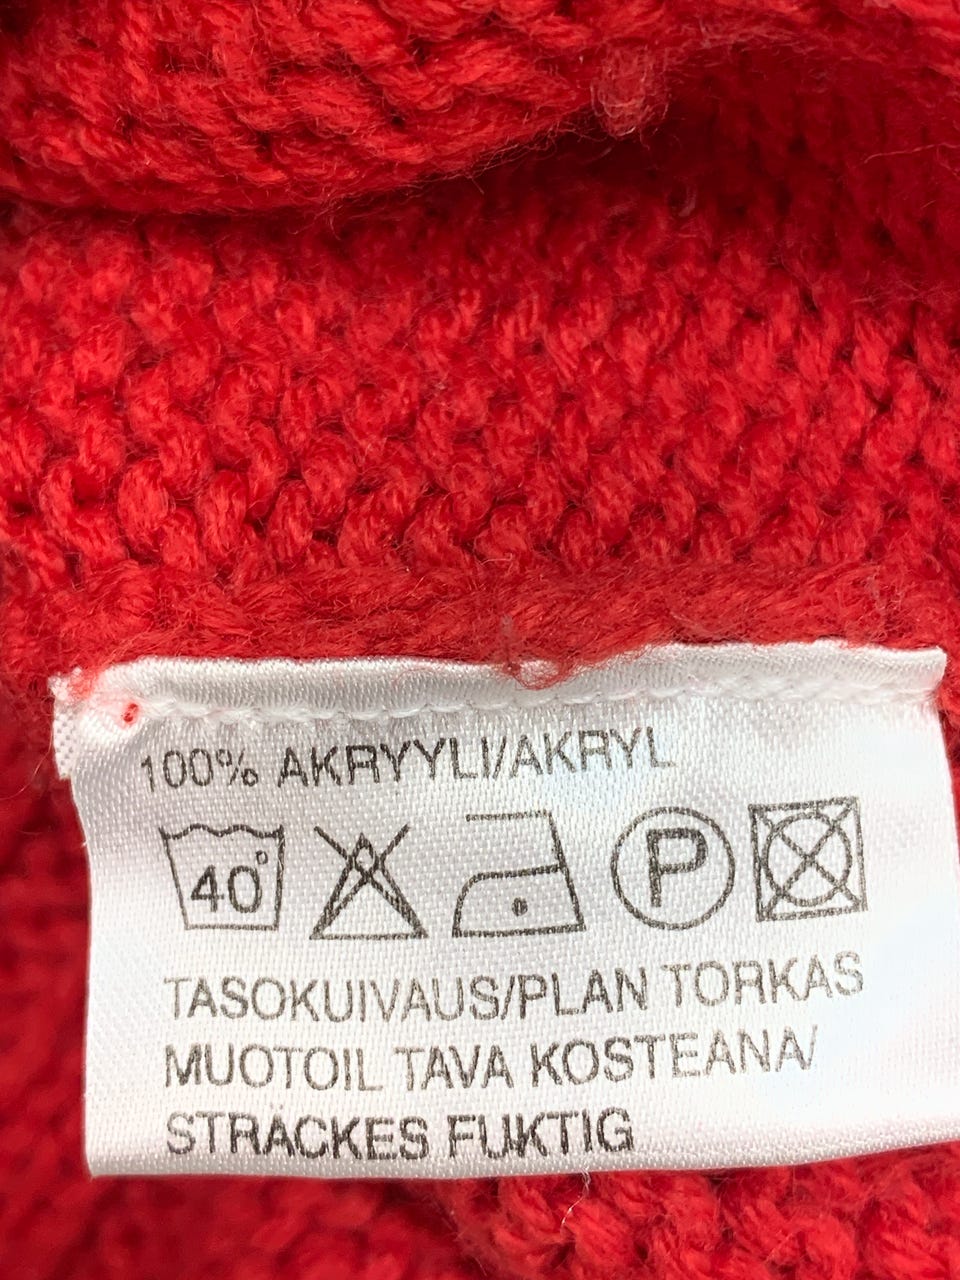 100% AKRYYLI/AKRYL
40°
P
TASOKUIVAUS/PLAN TORKAS
MUOTOIL TAVA KOSTEANA/
STRÄCKES FUKTIG